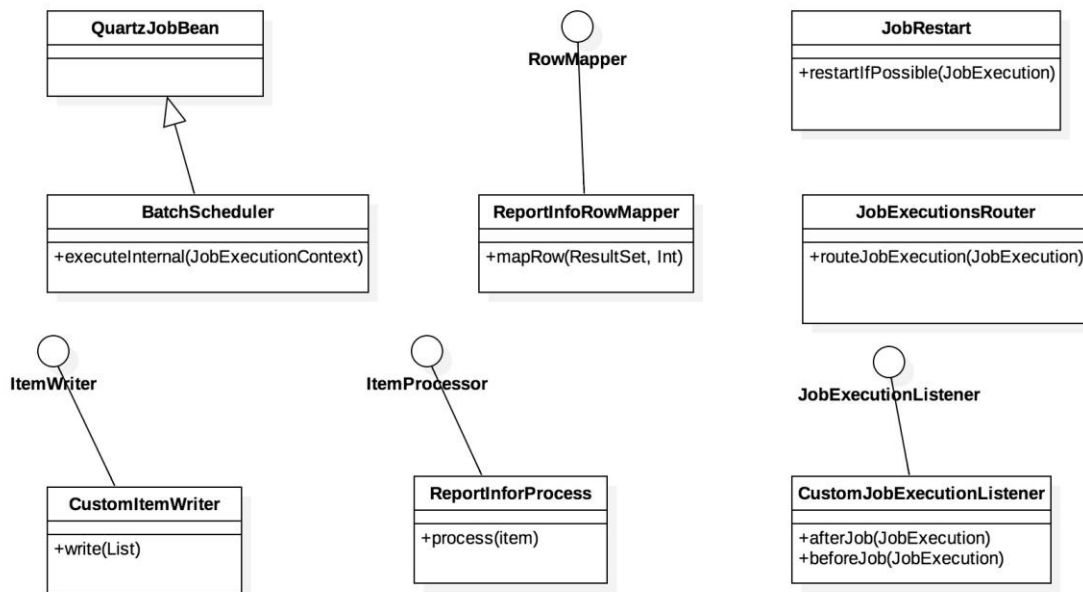 QuartzJobBean
RowMapper
JobRestart
+restartIfPossible(JobExecution)
BatchScheduler
+executeInternal(JobExecutionContext)
ReportInfoRowMapper
+mapRow(ResultSet, Int)
JobExecutionsRouter
+routeJobExecution(JobExecution)
ItemWriter
ItemProcessor
JobExecutionListener
CustomItemWriter
+write(List)
ReportInforProcess
+process(item)
CustomJobExecutionListener
+afterJob(JobExecution)
+beforeJob(JobExecution)